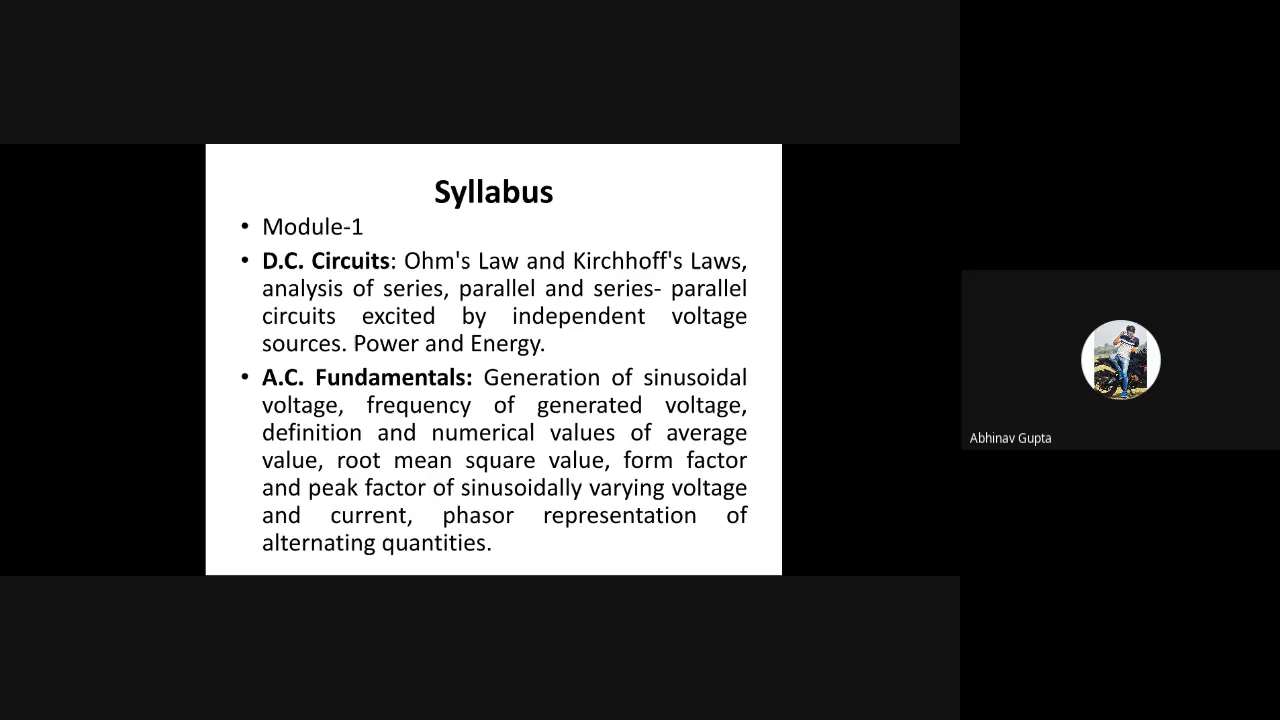 Syllabus
• Module-1
• D.C. Circuits: Ohm's Law and Kirchhoff's Laws,
analysis of series, parallel and series- parallel
circuits excited by independent voltage
sources. Power and Energy.
• A.C. Fundamentals: Generation of sinusoidal
voltage, frequency of generated voltage,
definition and numerical values of average
value, root mean square value, form factor
and peak factor of sinusoidally varying voltage
and current, phasor representation of
alternating quantities.
Abhinav Gupta